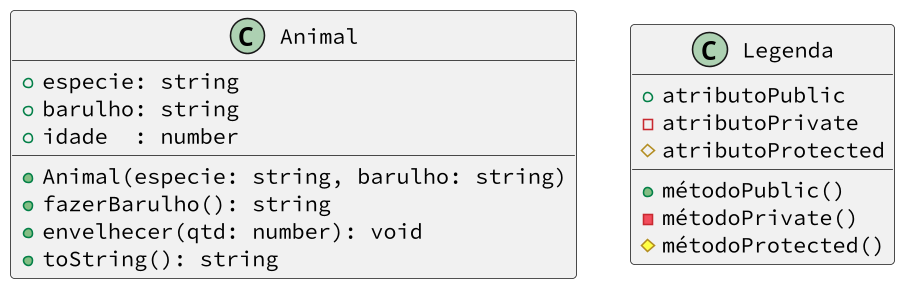 C Animal
especie: string
barulho: string
idade  : number
Animal(especie: string, barulho: string)
fazerBarulho(): string
envelhecer(qtd: number): void
toString(): string
C Legenda
atributoPublic
atributoPrivate
atributoProtected
métodoPublic()
métodoPrivate()
métodoProtected()